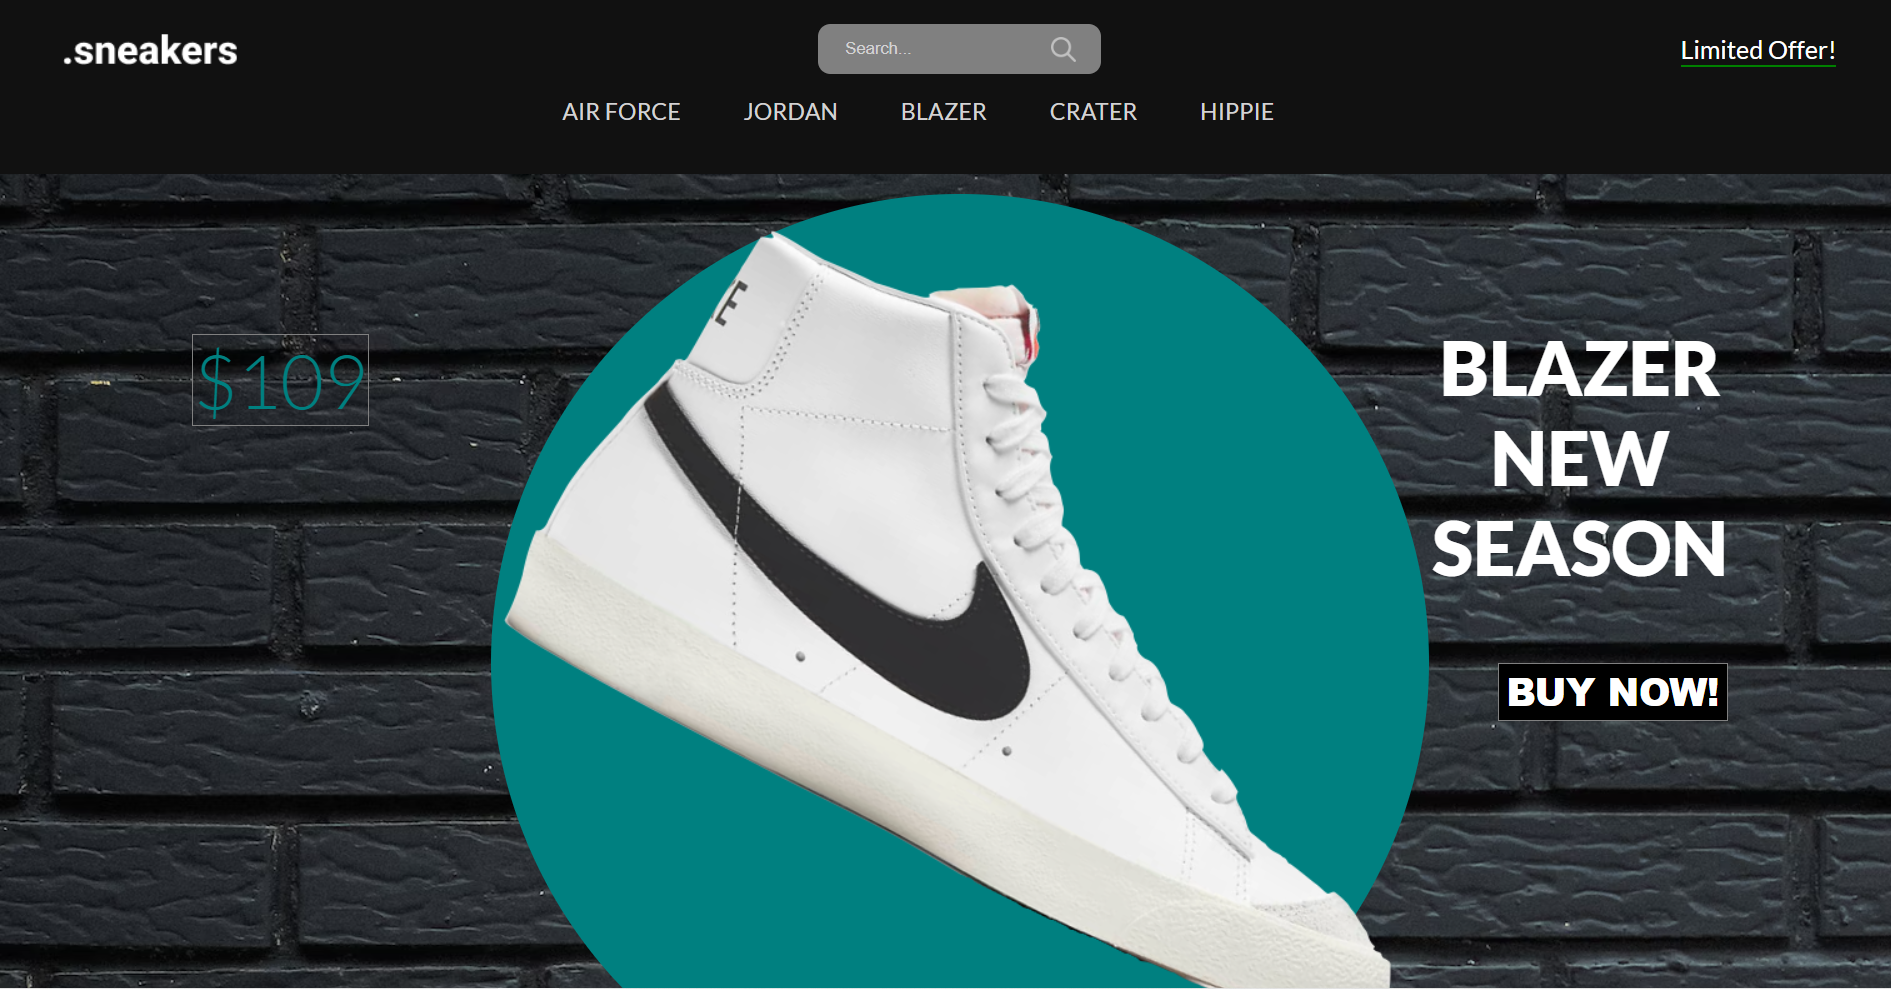 .sneakers
Search...
Limited Offer!
AIR FORCE
JORDAN
BLAZER
CRATER
HIPPIE
$109
BLAZER
NEW
SEASON
BUY NOW!